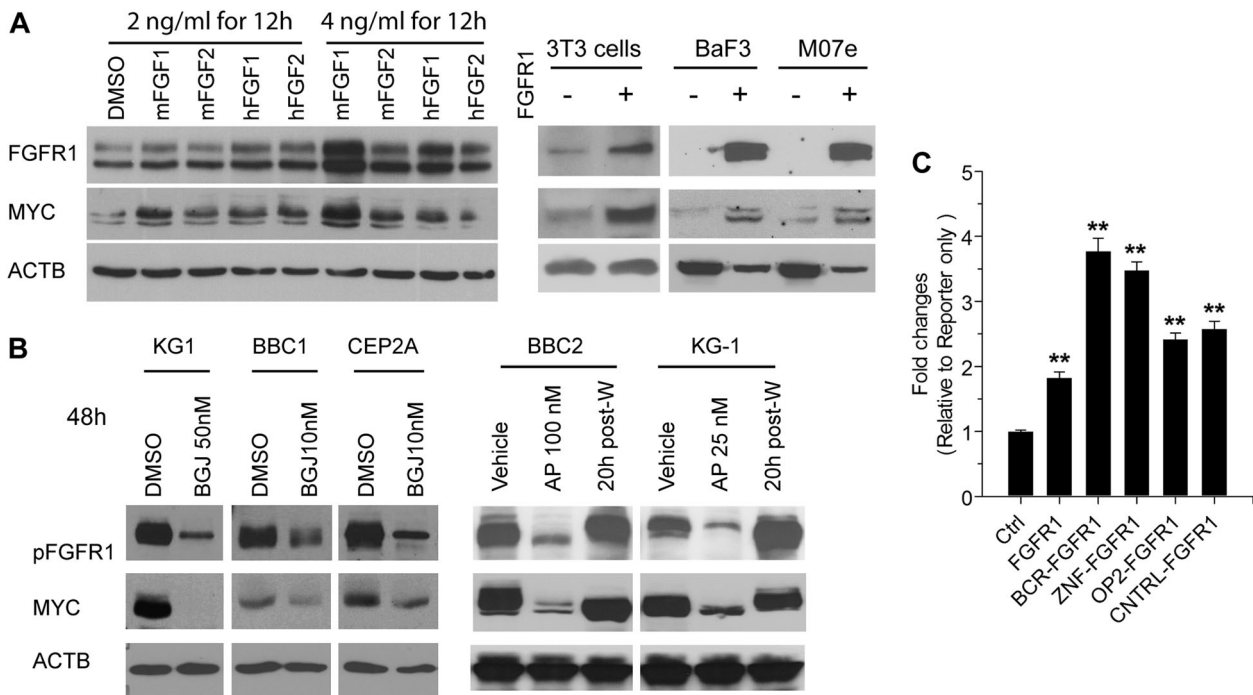 A
2 ng/ml for 12h 4 ng/ml for 12h
DMSO
mFGF1
mFGF2
hFGF1
hFGF2
mFGF1
mFGF2
hFGF1
hFGF2
FGFR1
MYC
ACTB
FGFR1
3T3 cells BaF3 M07e
- + - + - +
B
KG1 BBC1 CEP2A BBC2 KG-1
48h
DMSO
BGJ 50nM
DMSO
BGJ10nM
DMSO
BGJ10nM
Vehicle
AP 100 nM
20h post-W
Vehicle
AP 25 nM
20h post-W
pFGFR1
MYC
ACTB
C
Fold changes
(Relative to Reporter only )
5
4
3
2
1
0
**
**
**
**
**
Ctrl
FGFR1
BCR-FGFR1
ZNF-FGFR1
OP2-FGFR1
CNTRL-FGFR1